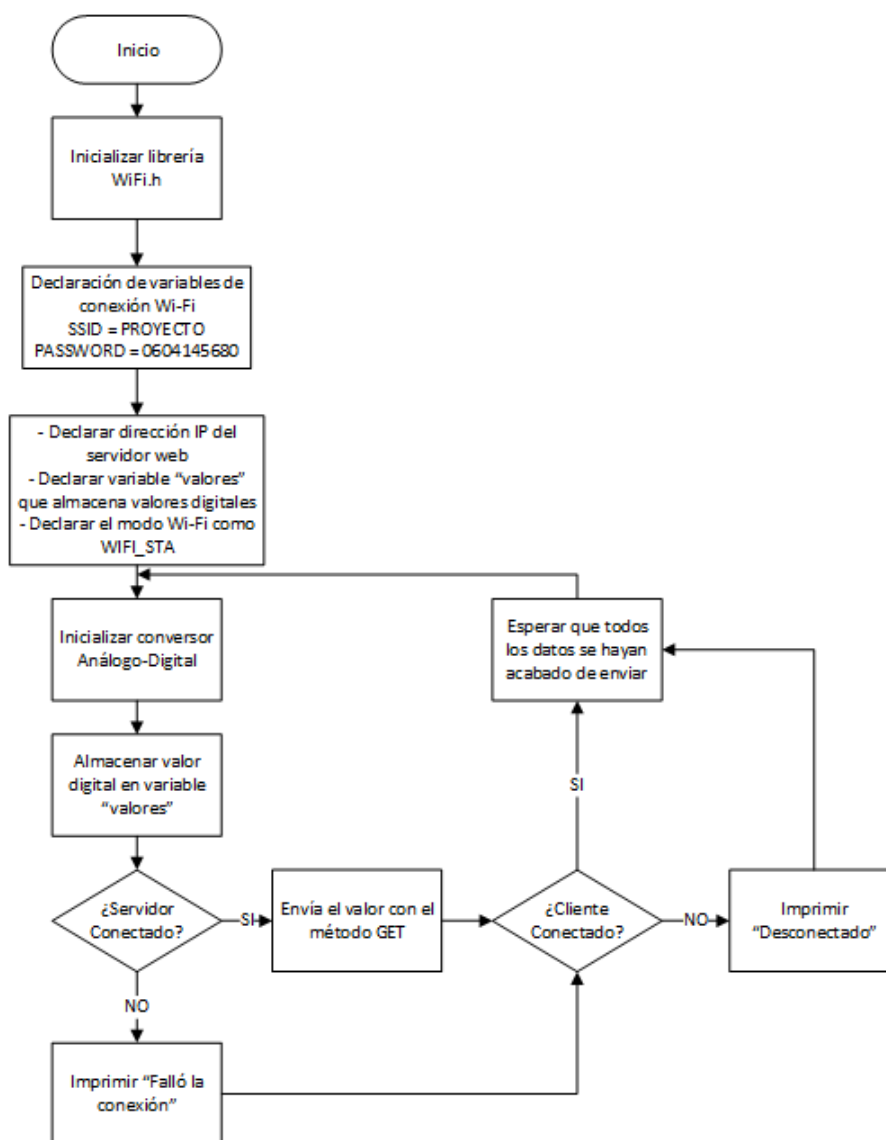 Inicio
Inicializar librería
WiFi.h
Declaración de variables de
conexión Wi-Fi
SSID = PROYECTO
PASSWORD = 0604145680
- Declarar dirección IP del
servidor web
- Declarar variable “valores”
que almacena valores digitales
- Declarar el modo Wi-Fi como
WIFI_STA
Inicializar conversor
Análogo-Digital
Esperar que todos
los datos se hayan
acabado de enviar
Almacenar valor
digital en variable
“valores”
SI
¿Servidor
Conectado?
SI
Envía el valor con el
método GET
¿Cliente
Conectado?
NO
Imprimir
“Desconectado”
NO
Imprimir “Falló la
conexión”